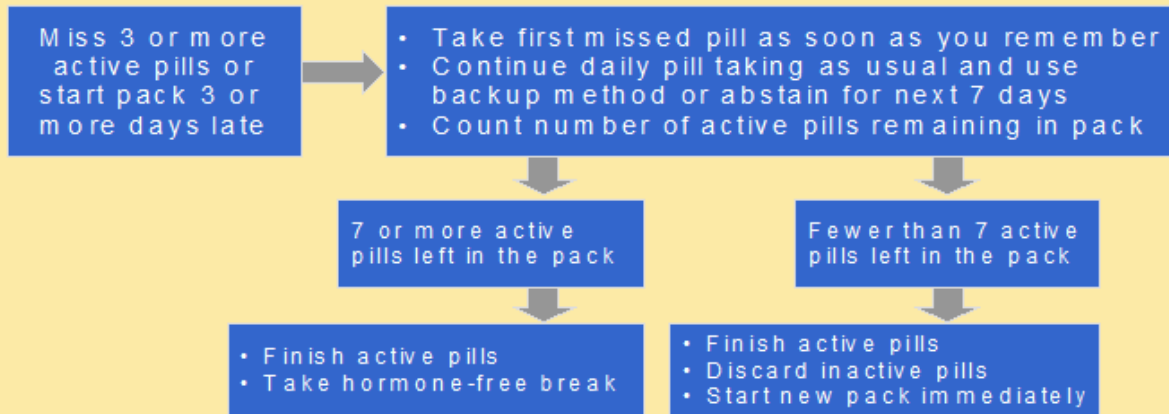 Miss 3 or more
active pills or
start pack 3 or
more days late
• Take first missed pill as soon as you remember
• Continue daily pill taking as usual and use
backup method or abstain for next 7 days
• Count number of active pills remaining in pack
7 or more active
pills left in the pack
Fewer than 7 active
pills left in the pack
• Finish active pills
• Take hormone-free break
• Finish active pills
• Discard inactive pills
• Start new pack immediately